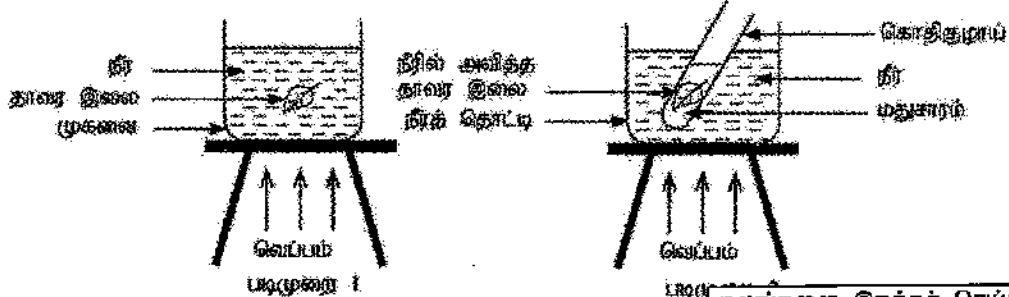 நீர்
தாவர இலை
முகவை
வெப்பம்
படிமுறை 1
நீரில் அவித்த
தாவர இலை
நீர்த் தொட்டி
கொதிகுழாய்
நீர்
மதுசாரம்
வெப்பம்